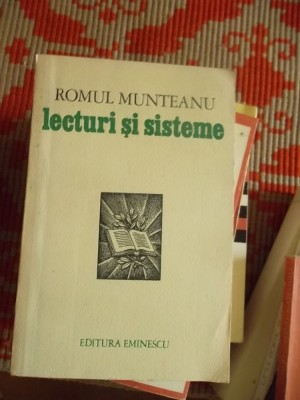 ROMUL MUNTEANU
lecturi și sisteme
EDITURA EMINESCU